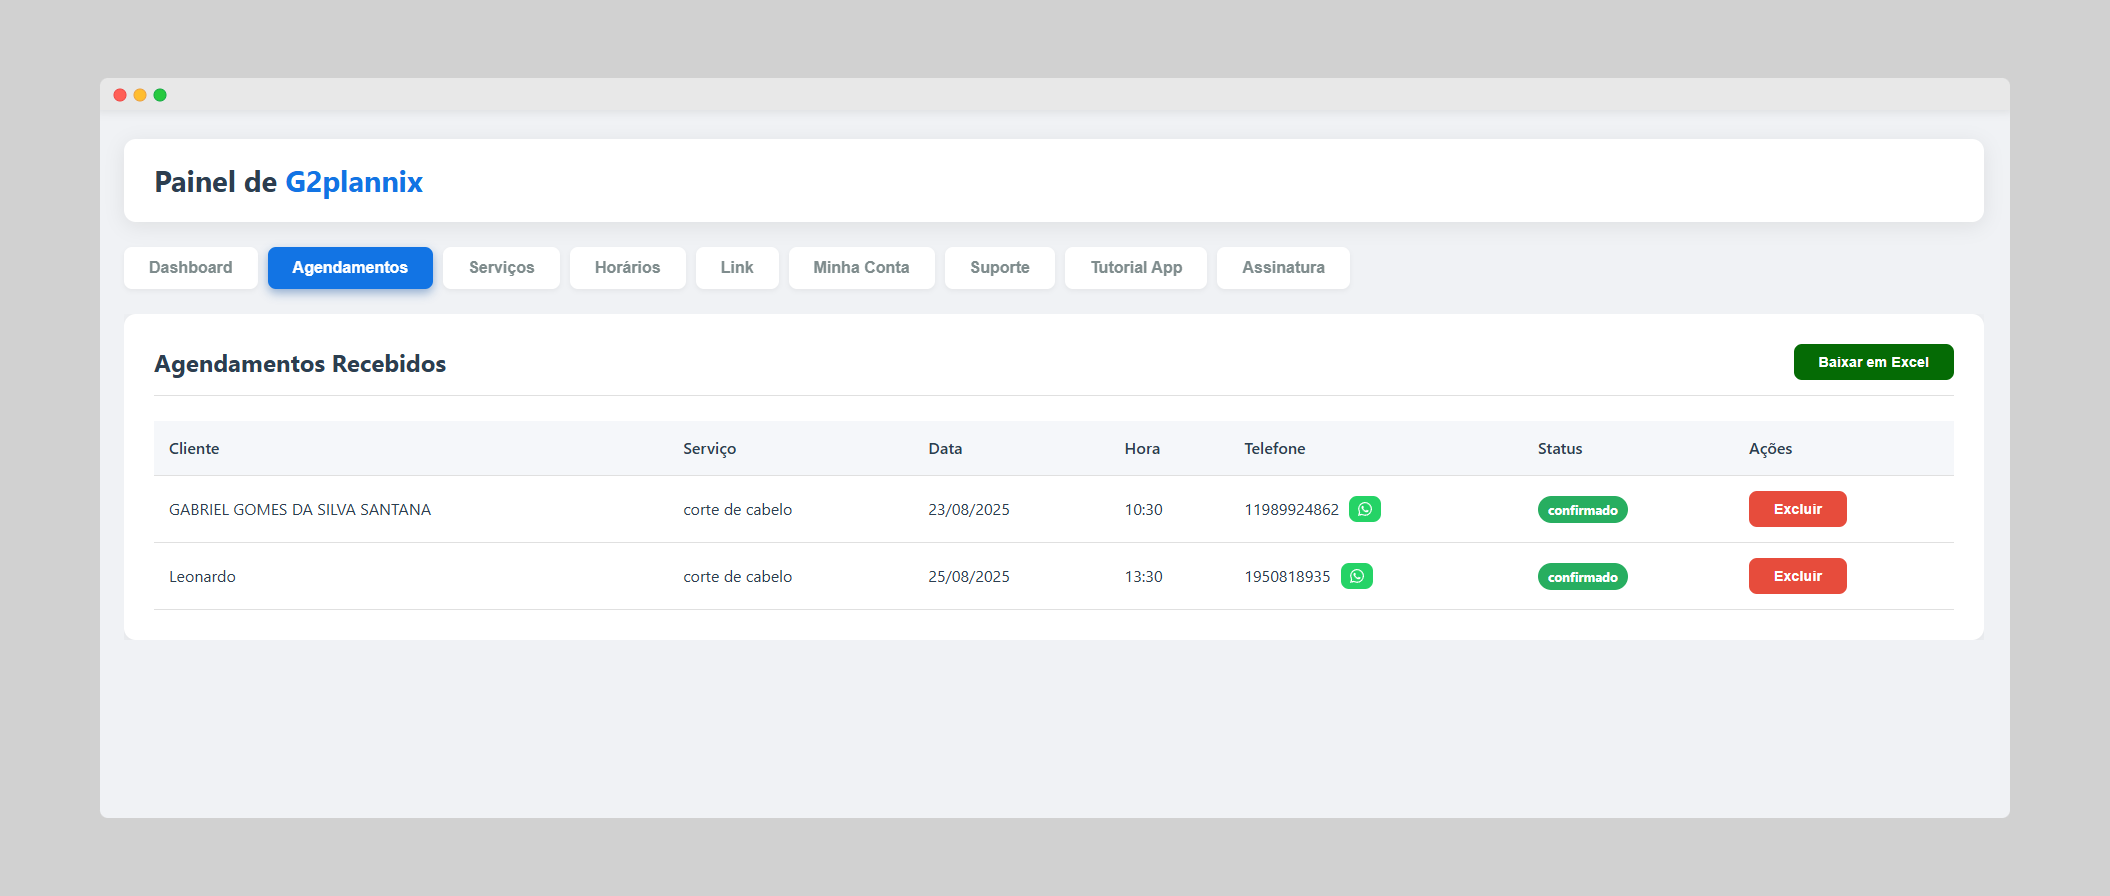 Painel de G2plannix
Dashboard Agendamentos Serviços Horários Link Minha Conta Suporte Tutorial App Assinatura
Agendamentos Recebidos Baixar em Excel
Cliente Serviço Data Hora Telefone Status Ações
GABRIEL GOMES DA SILVA SANTANA corte de cabelo 23/08/2025 10:30 11989924862 confirmado Excluir
Leonardo corte de cabelo 25/08/2025 13:30 1950818935 confirmado Excluir